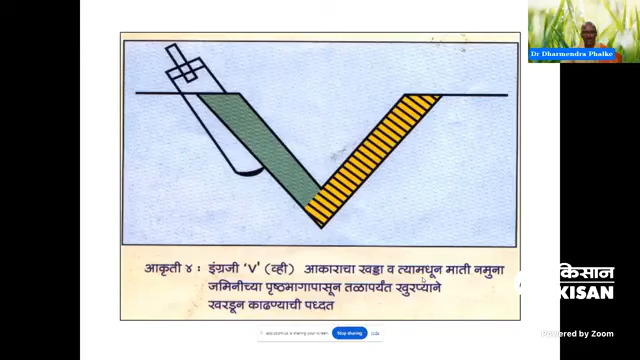 Dr Dharmendra Phalke
आकृती ४ : इंग्रजी 'V' (व्ही) आकाराचा खड्डा व त्यामधून माती नमुना
जमिनीच्या पृष्ठभागापासून तळापर्यंत खुरप्याने
खरडून काढण्याची पध्दत
किसान
KISAN
Stop sharing
Powered by Zoom